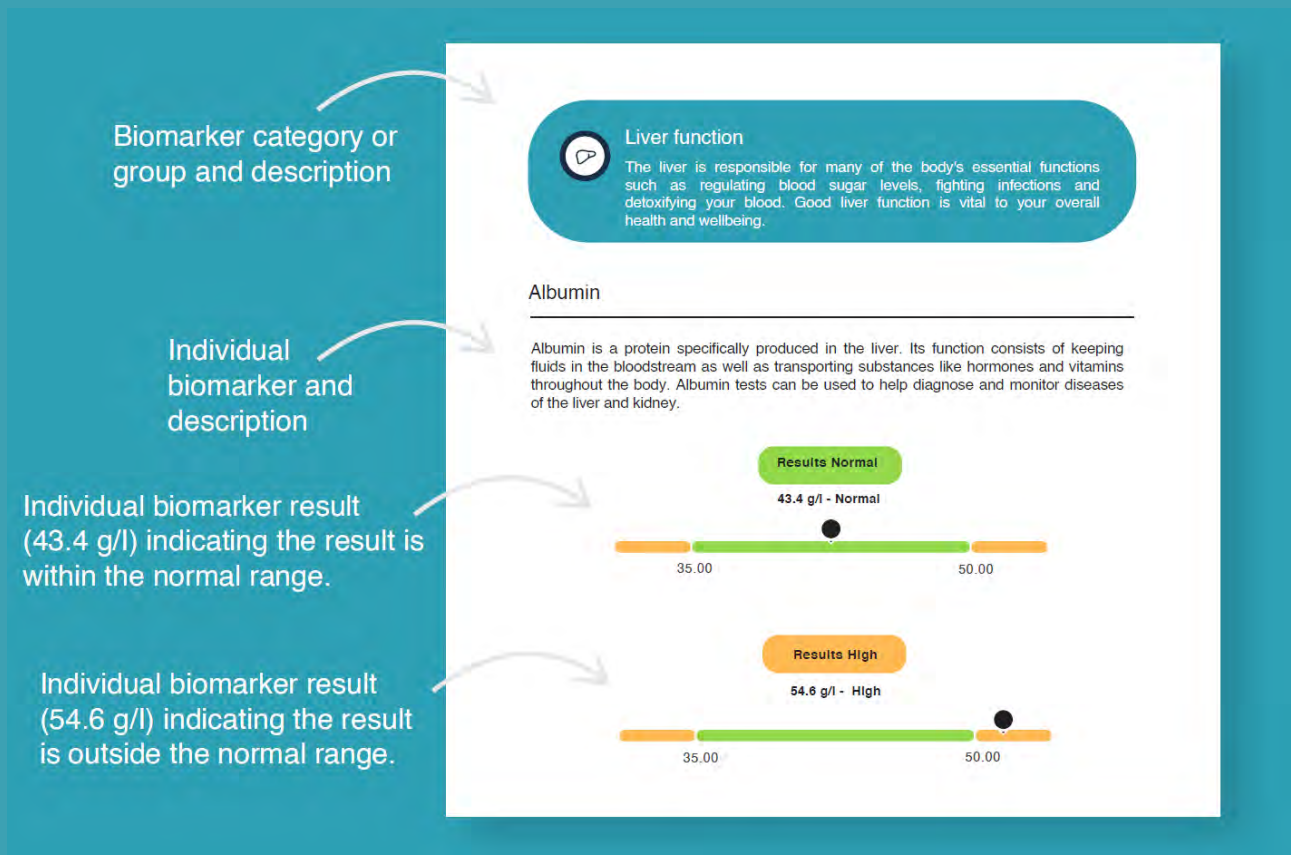 Biomarker category or
group and description
Liver function
The liver is responsible for many of the body's essential functions
such as regulating blood sugar levels, fighting infections and
detoxifying your blood. Good liver function is vital to your overall
health and wellbeing.
Albumin
Individual
biomarker and
description
Albumin is a protein specifically produced in the liver. Its function consists of keeping
fluids in the bloodstream as well as transporting substances like hormones and vitamins
throughout the body. Albumin tests can be used to help diagnose and monitor diseases
of the liver and kidney.
Individual biomarker result
(43.4 g/l) indicating the result is
within the normal range.
Results Normal
43.4 g/l - Normal
35.00 50.00
Individual biomarker result
(54.6 g/l) indicating the result
is outside the normal range.
Results High
54.6 g/l - High
35.00 50.00